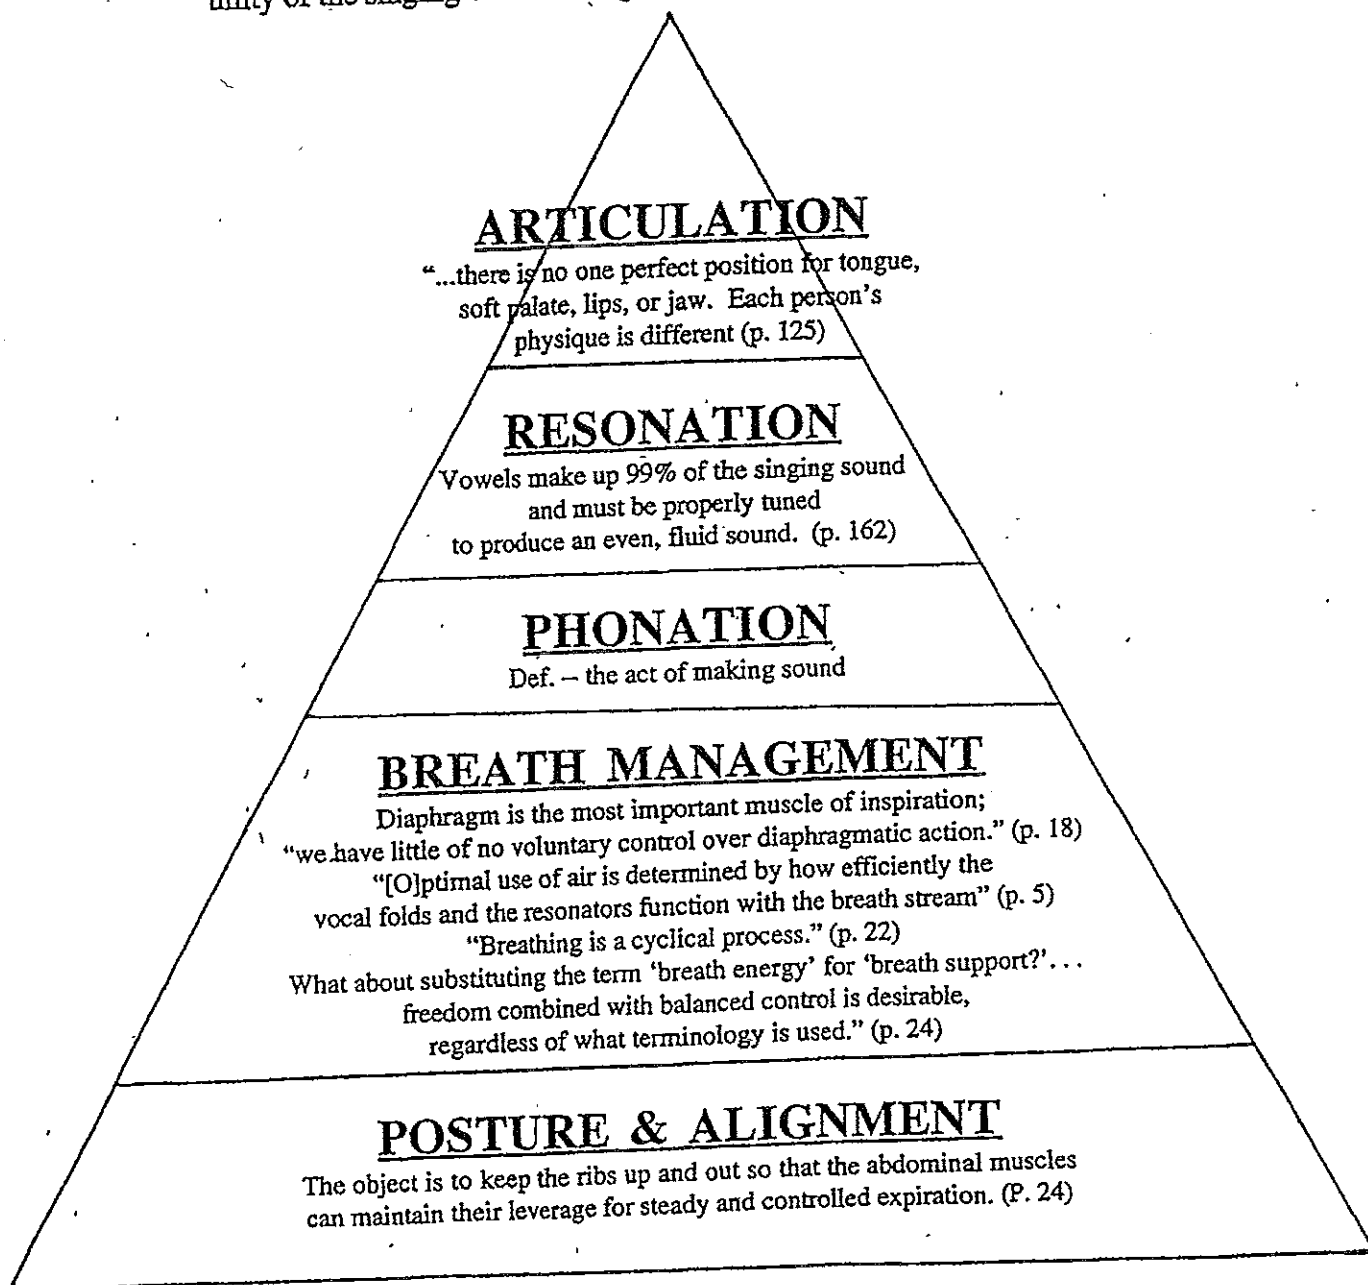 of the singing
ARTICULATION
“...there is no one perfect position for tongue,
soft palate, lips, or jaw. Each person’s
physique is different (p. 125)
RESONATION
Vowels make up 99% of the singing sound
and must be properly tuned
to produce an even, fluid sound. (p. 162)
PHONATION
Def. – the act of making sound
BREATH MANAGEMENT
Diaphragm is the most important muscle of inspiration;
“we have little of no voluntary control over diaphragmatic action.” (p. 18)
“[O]ptimal use of air is determined by how efficiently the
vocal folds and the resonators function with the breath stream” (p. 5)
“Breathing is a cyclical process.” (p. 22)
What about substituting the term ‘breath energy’ for ‘breath support?’...
freedom combined with balanced control is desirable,
regardless of what terminology is used.” (p. 24)
POSTURE & ALIGNMENT
The object is to keep the ribs up and out so that the abdominal muscles
can maintain their leverage for steady and controlled expiration. (P. 24)